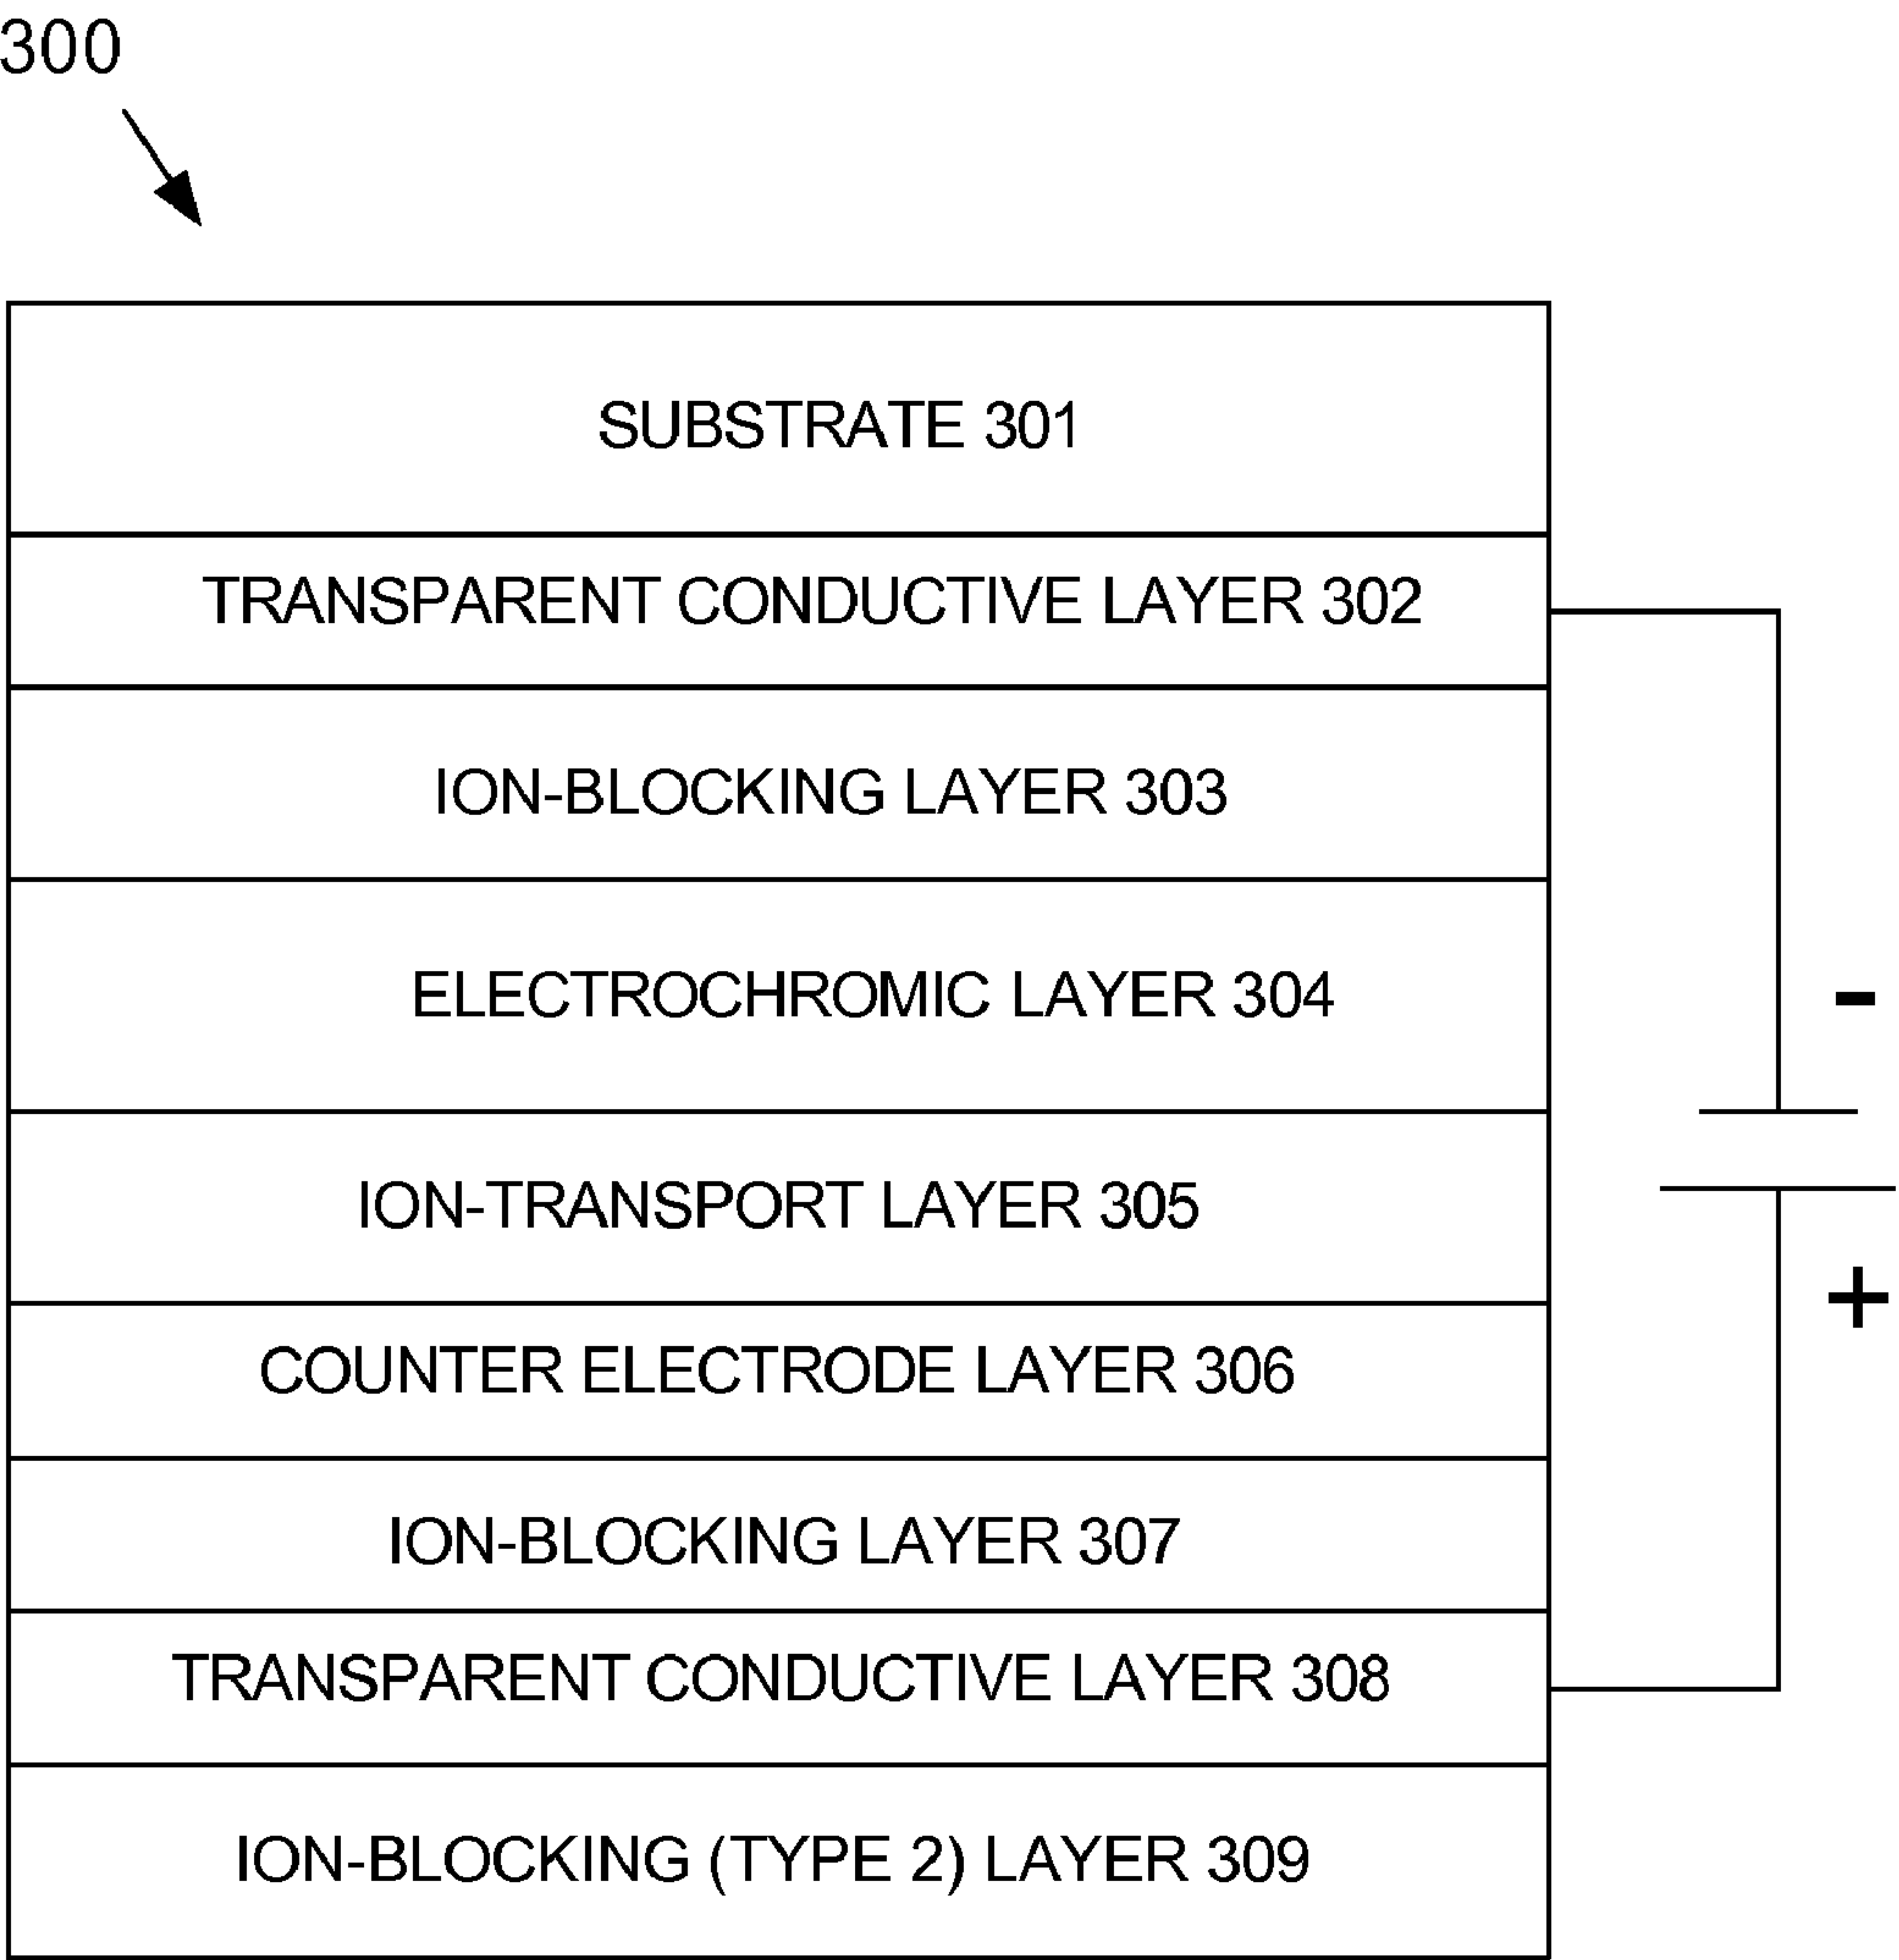 300
SUBSTRATE 301
TRANSPARENT CONDUCTIVE LAYER 302
ION-BLOCKING LAYER 303
ELECTROCHROMIC LAYER 304
-
ION-TRANSPORT LAYER 305
+
COUNTER ELECTRODE LAYER 306
ION-BLOCKING LAYER 307
TRANSPARENT CONDUCTIVE LAYER 308
ION-BLOCKING (TYPE 2) LAYER 309